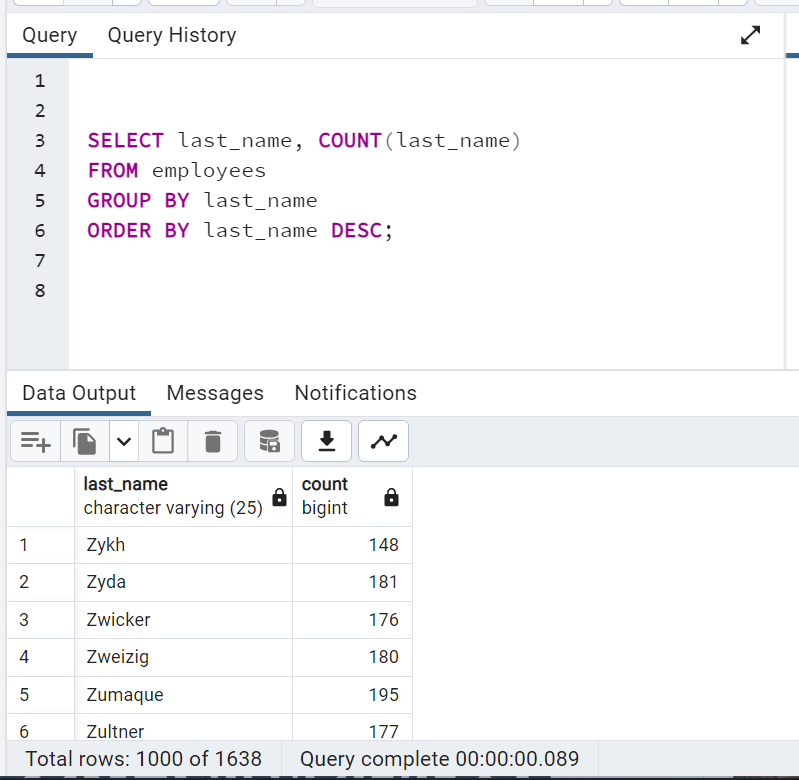 Query Query History
1
2
3 SELECT last_name, COUNT(last_name)
4 FROM employees
5 GROUP BY last_name
6 ORDER BY last_name DESC;
7
8
Data Output Messages Notifications
last_name count
character varying (25) bigint
1 Zykh 148
2 Zyda 181
3 Zwicker 176
4 Zweizig 180
5 Zumaque 195
6 Zultner 177
Total rows: 1000 of 1638 Query complete 00:00:00.089